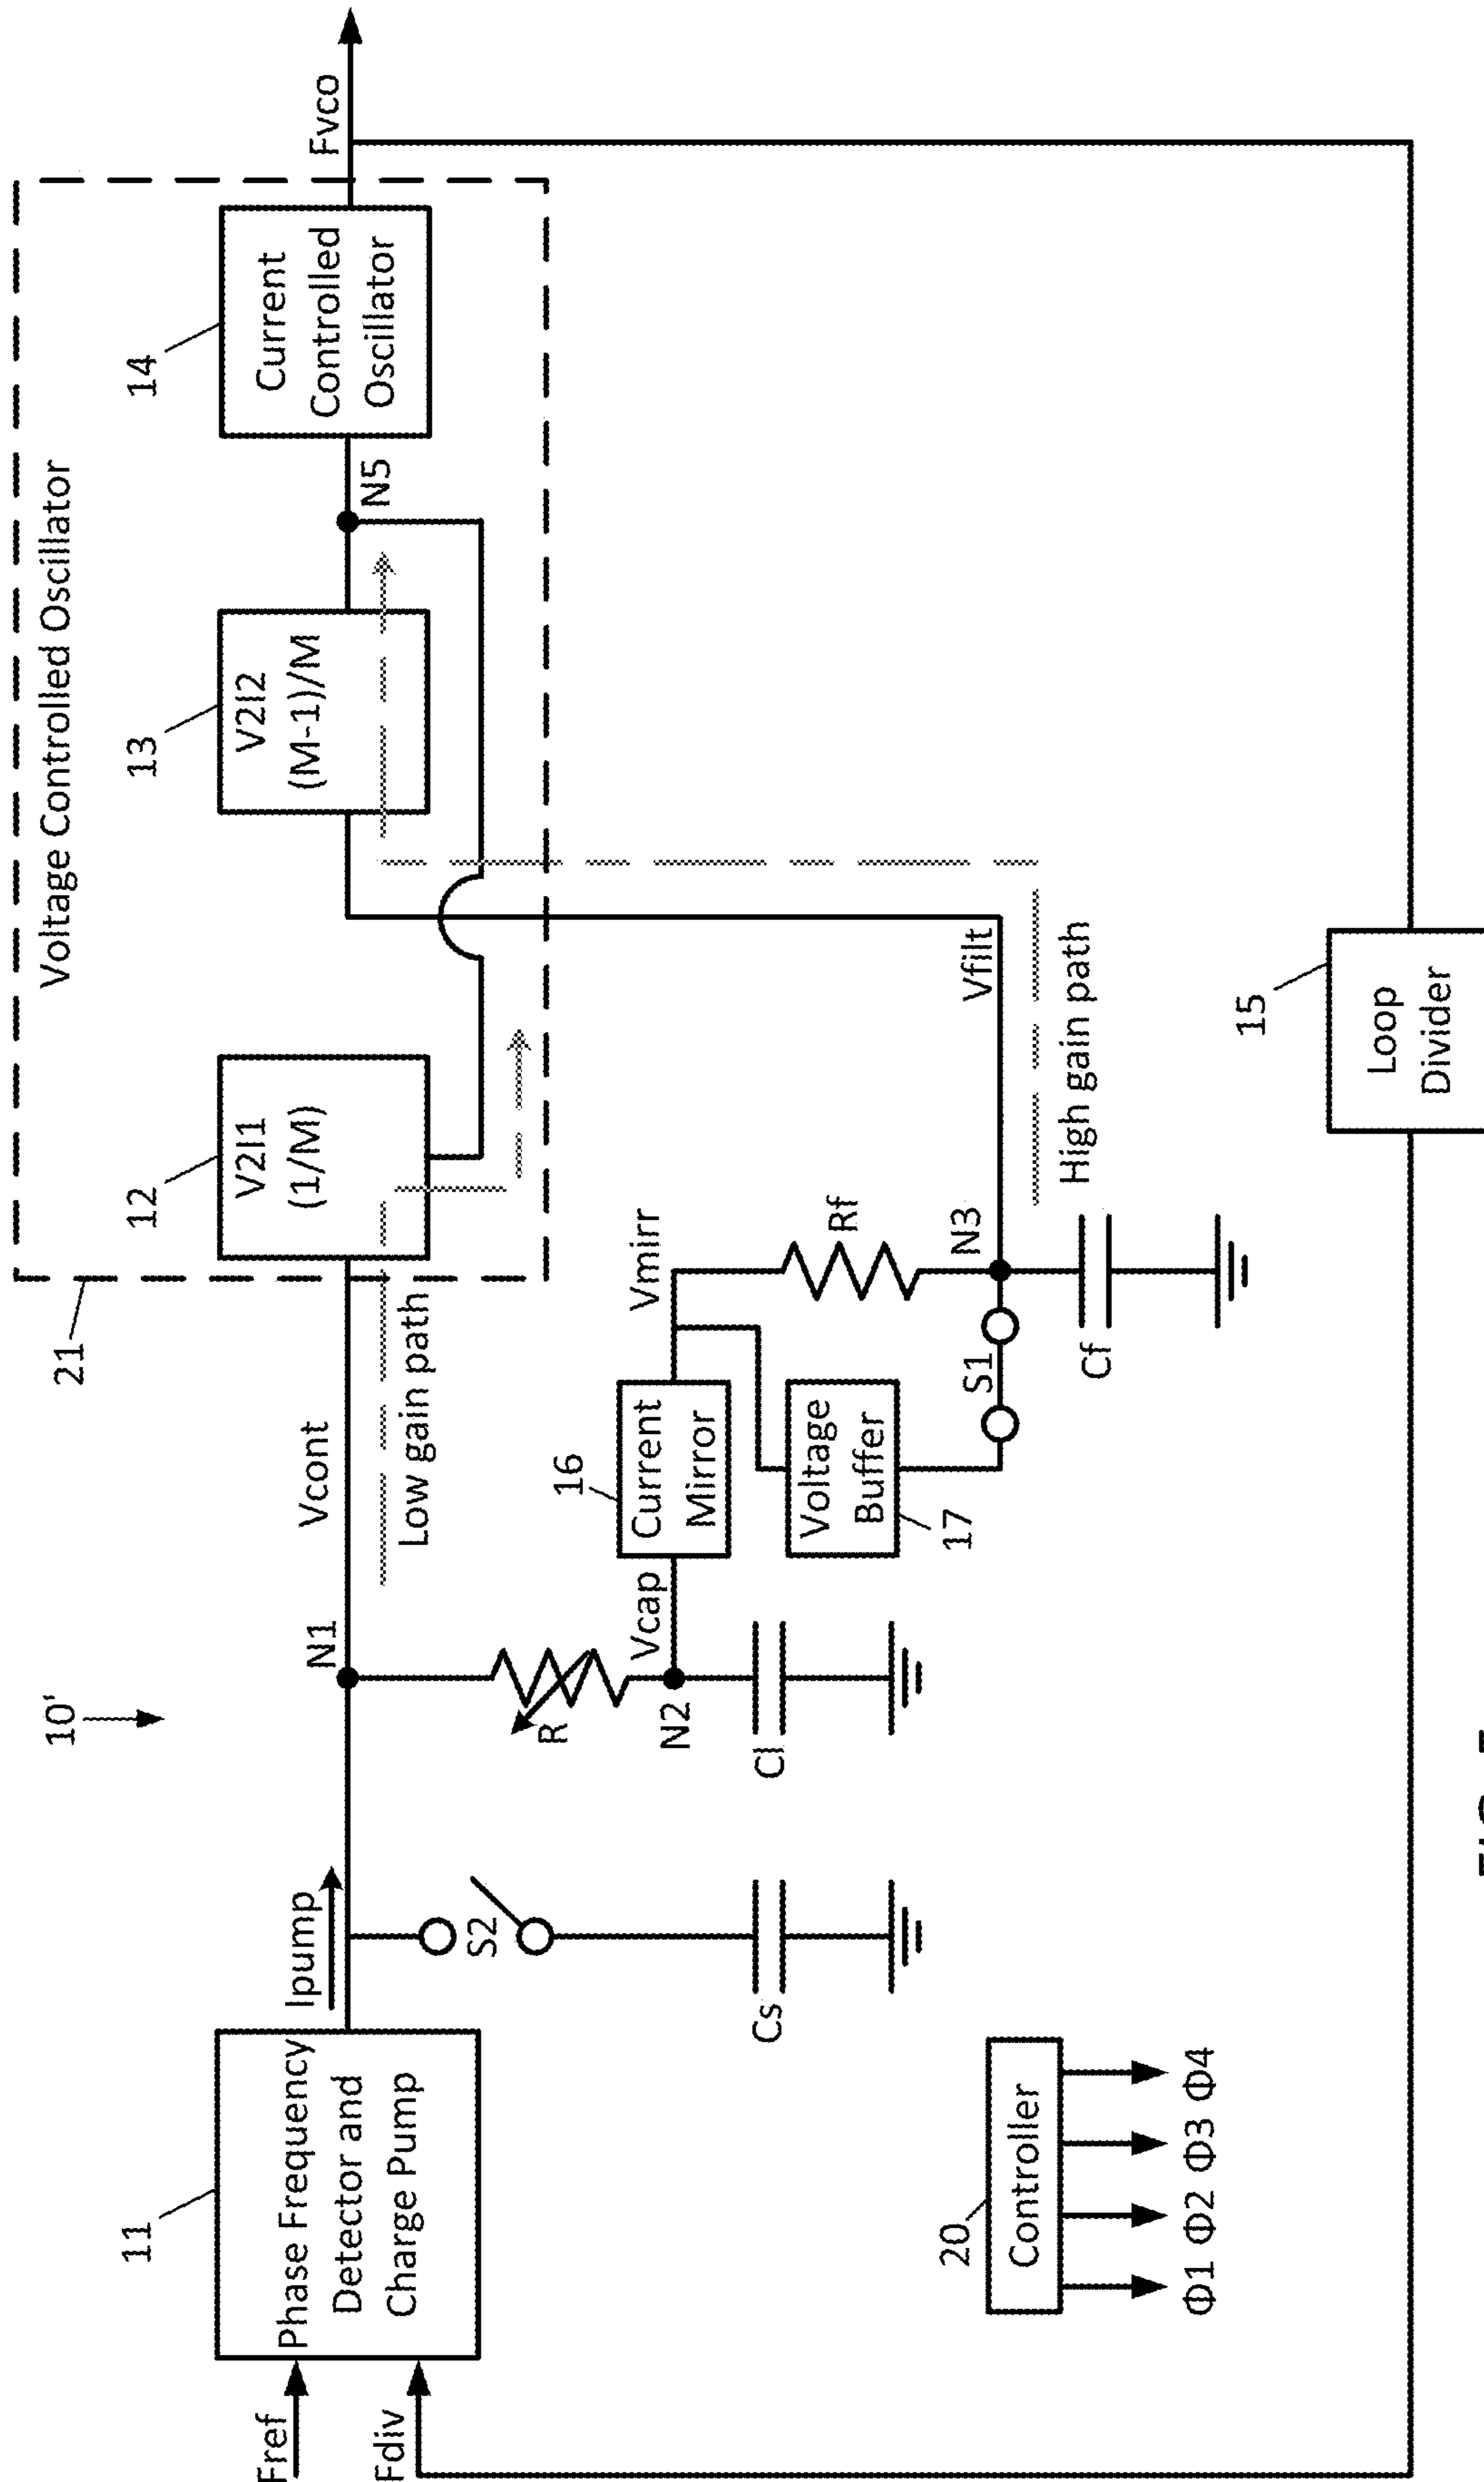 10'
Voltage Controlled Oscillator
21
11
Phase Frequency
Detector and
Charge Pump
Fref
Fdiv
Ipump
N1
Vcont
Low gain path
12
V2I1
(1/M)
13
V2I2
(M-1)/M
N5
14
Current
Controlled
Oscillator
Fvco
S2
Cs
R
N2
Vcap
Cl
16
Current
Mirror
Vmirr
Voltage
Buffer
17
Rf
S1
N3
Cf
Vfilt
High gain path
20
Controller
Φ1 Φ2 Φ3 Φ4
15
Loop
Divider